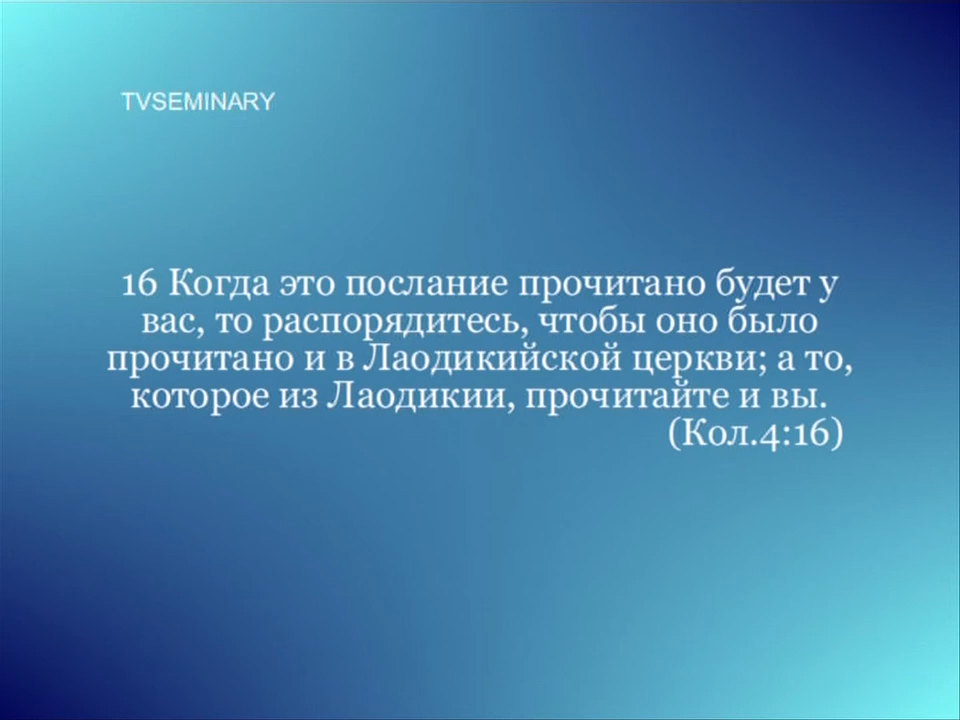 TVSEMINARY
16 Когда это послание прочитано будет у
вас, то распорядитесь, чтобы оно было
прочитано и в Лаодикийской церкви; а то,
которое из Лаодикии, прочитайте и вы.
(Кол.4:16)